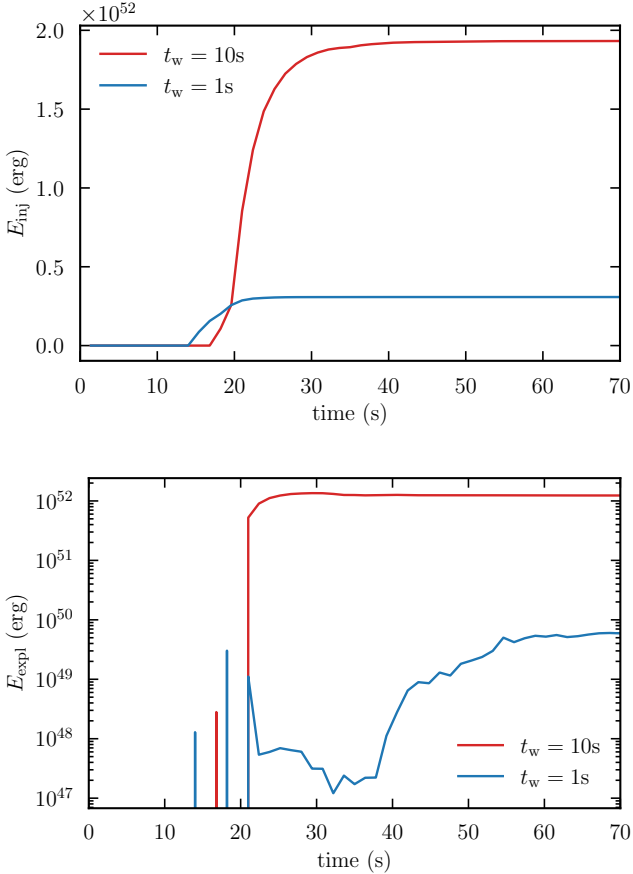 ×10^52
2.0
1.5
1.0
0.5
0.0
E_inj (erg)
t_w = 10s
t_w = 1s
0 10 20 30 40 50 60 70
time (s)
10^52
10^51
10^50
10^49
10^48
10^47
E_expl (erg)
t_w = 10s
t_w = 1s
0 10 20 30 40 50 60 70
time (s)